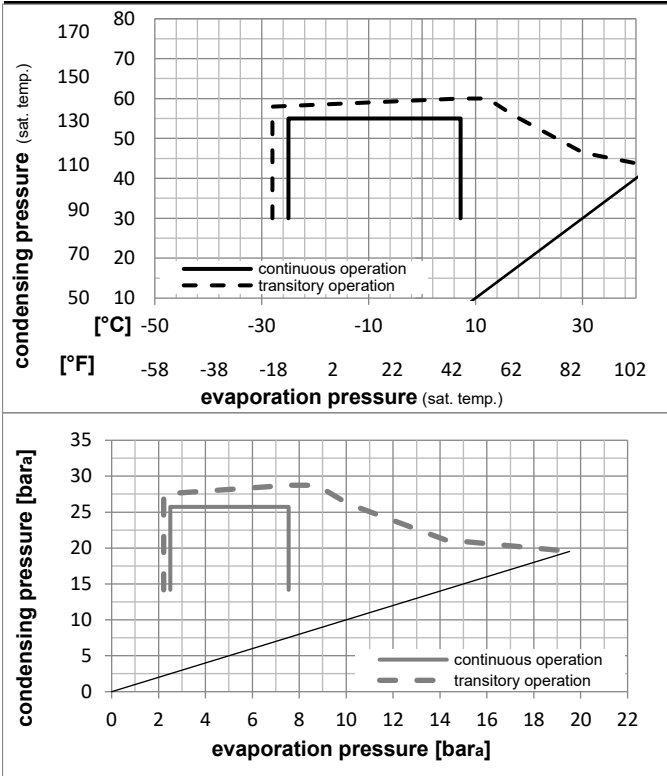 condensing pressure (sat. temp.)
170 80
70
150 60
130 50
110 40
90 30
70 20
50 10
continuous operation
transitory operation
[°C] -50 -30 -10 10 30
[°F] -58 -38 -18 2 22 42 62 82 102
evaporation pressure (sat. temp.)
condensing pressure [bara]
35
30
25
20
15
10
5
0
continuous operation
transitory operation
0 2 4 6 8 10 12 14 16 18 20 22
evaporation pressure [bara]